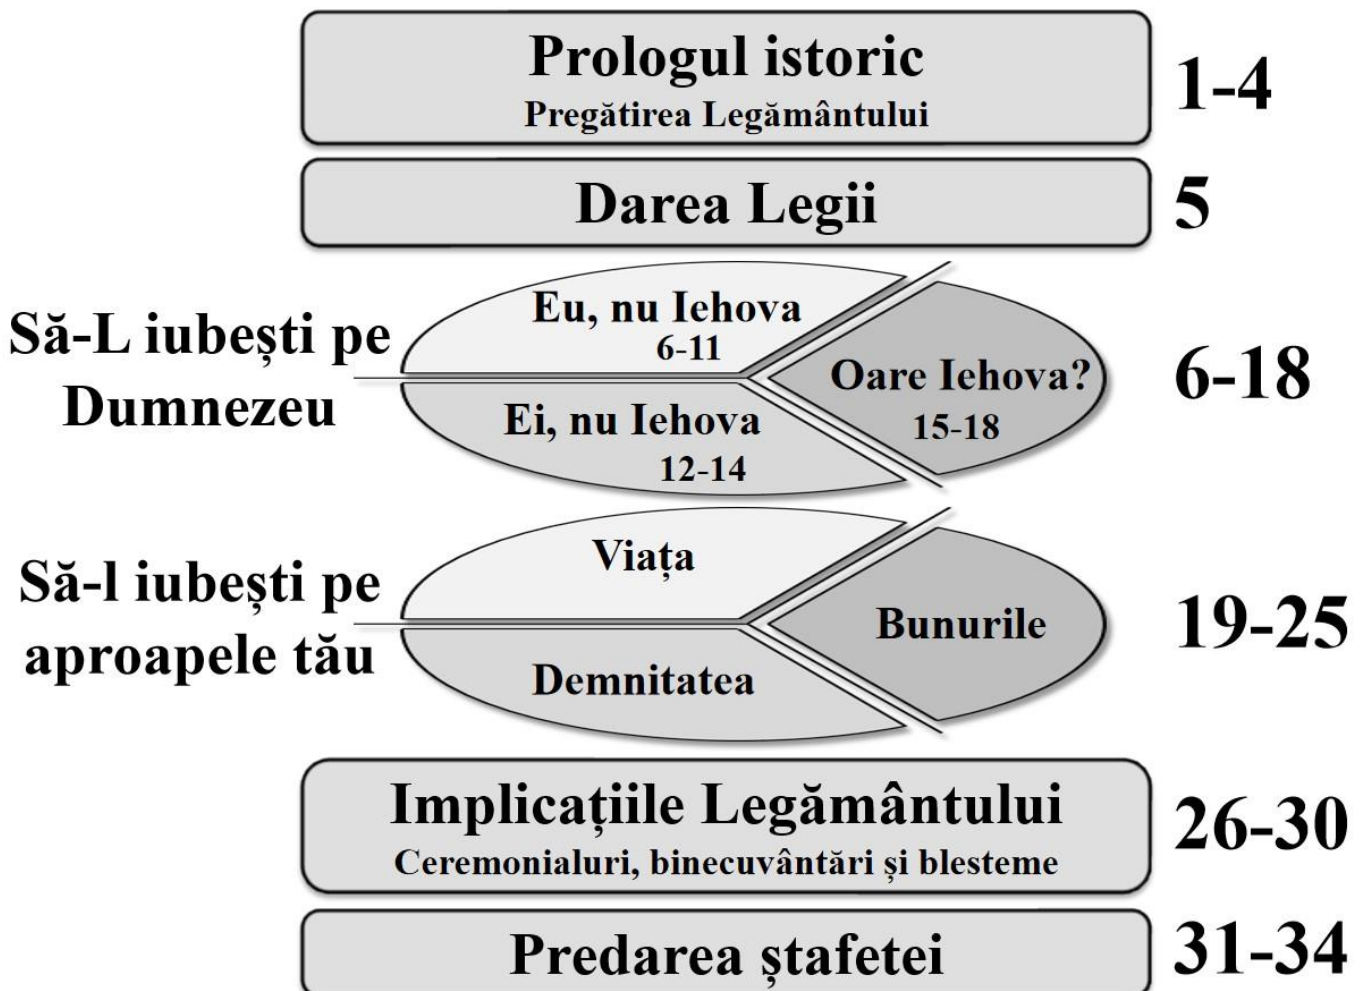 Prologul istoric
Pregătirea Legământului
1-4
Darea Legii
5
Să-L iubești pe
Dumnezeu
Eu, nu Iehova
6-11
Ei, nu Iehova
12-14
Oare Iehova?
15-18
6-18
Să-l iubești pe
aproapele tău
Viața
Demnitatea
Bunurile
19-25
Implicațiile Legământului
Ceremonialuri, binecuvântări și blesteme
26-30
Predarea ștafetei
31-34